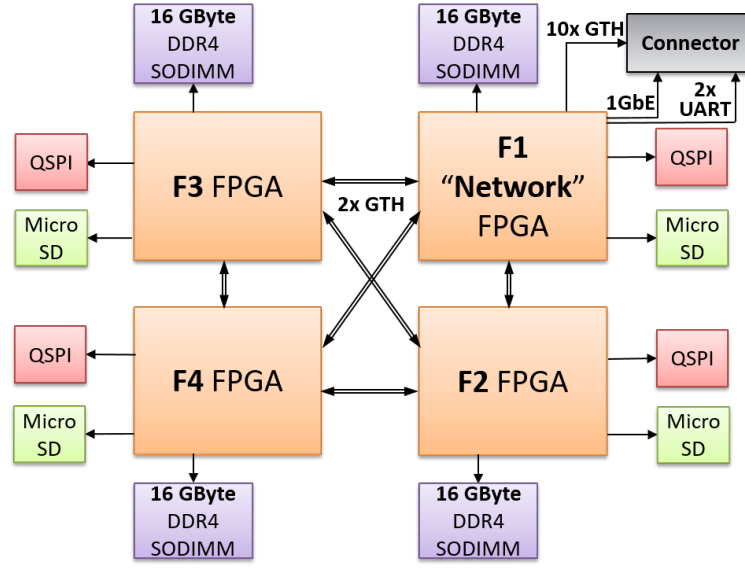 16 GByte
DDR4
SODIMM
16 GByte
DDR4
SODIMM
10x GTH
Connector
1GbE
2x
UART
QSPI
F3 FPGA
F1
“Network”
FPGA
QSPI
Micro
SD
2x GTH
Micro
SD
QSPI
F4 FPGA
F2 FPGA
QSPI
Micro
SD
Micro
SD
16 GByte
DDR4
SODIMM
16 GByte
DDR4
SODIMM